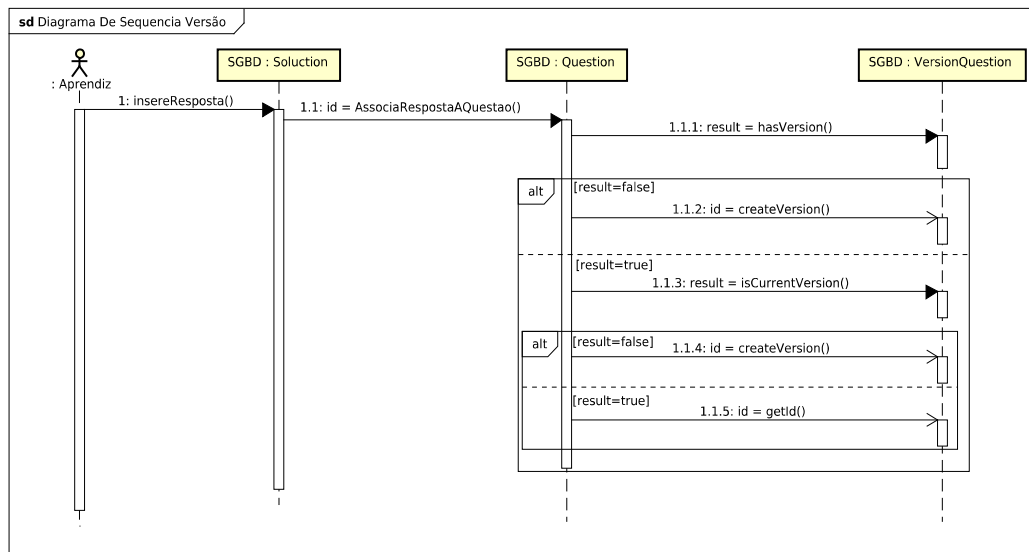 sd Diagrama De Sequencia Versão
: Aprendiz
SGBD : Soluction
SGBD : Question
SGBD : VersionQuestion
1: insereResposta()
1.1: id = AssociaRespostaAQuestao()
1.1.1: result = hasVersion()
alt
[result=false]
1.1.2: id = createVersion()
[result=true]
1.1.3: result = isCurrentVersion()
alt
[result=false]
1.1.4: id = createVersion()
[result=true]
1.1.5: id = getId()